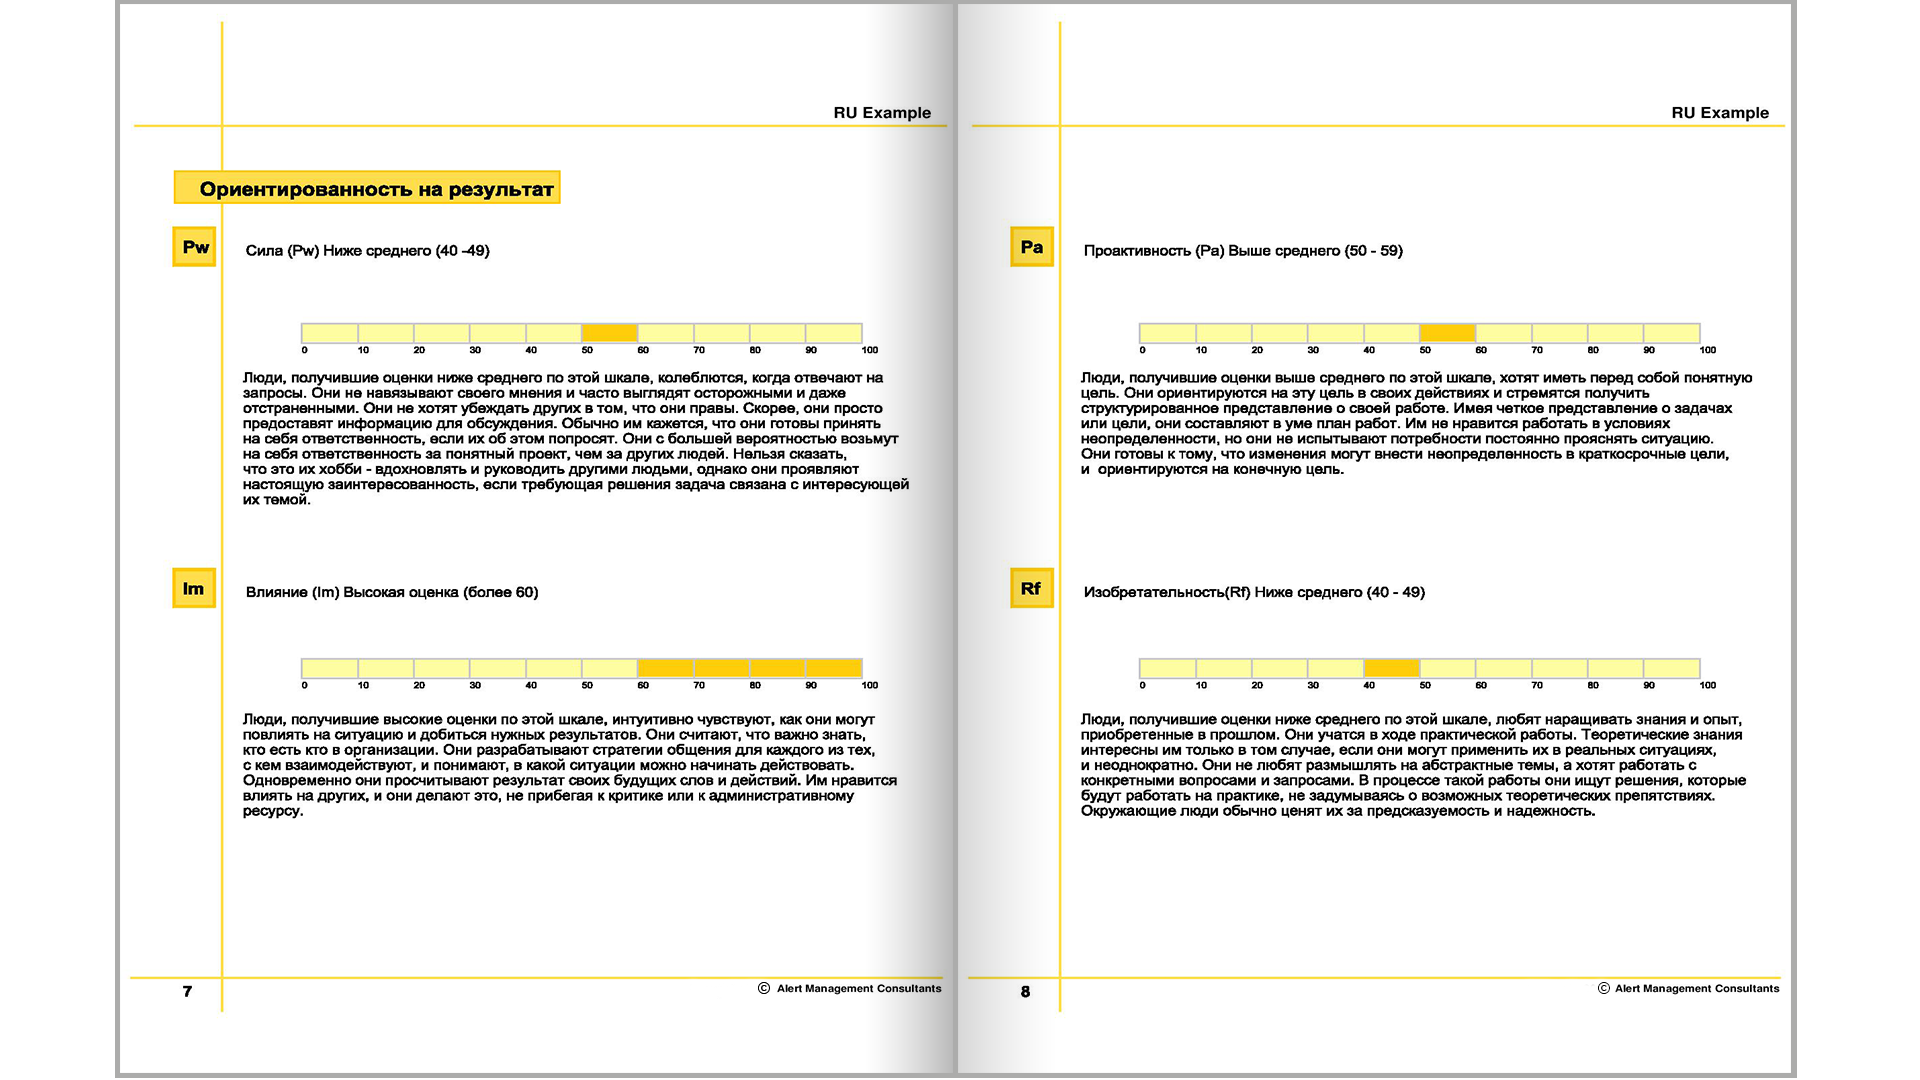 RU Example
Ориентированность на результат
Pw
Сила (Pw) Ниже среднего (40 -49)
0 10 20 30 40 50 60 70 80 90 100
Люди, получившие оценки ниже среднего по этой шкале, колеблются, когда отвечают на
запросы. Они не навязывают своего мнения и часто выглядят осторожными и даже
отстраненными. Они не хотят убеждать других в том, что они правы. Скорее, они просто
предоставят информацию для обсуждения. Обычно им кажется, что они готовы принять
на себя ответственность, если их об этом попросят. Они с большей вероятностью возьмут
на себя ответственность за понятный проект, чем за других людей. Нельзя сказать,
что это их хобби - вдохновлять и руководить другими людьми, однако они проявляют
настоящую заинтересованность, если требующая решения задача связана с интересующей
их темой.
Im
Влияние (Im) Высокая оценка (более 60)
0 10 20 30 40 50 60 70 80 90 100
Люди, получившие высокие оценки по этой шкале, интуитивно чувствуют, как они могут
повлиять на ситуацию и добиться нужных результатов. Они считают, что важно знать,
кто есть кто в организации. Они разрабатывают стратегии общения для каждого из тех,
с кем взаимодействуют, и понимают, в какой ситуации можно начинать действовать.
Одновременно они просчитывают результат своих будущих слов и действий. Им нравится
влиять на других, и они делают это, не прибегая к критике или к административному
ресурсу.
7
© Alert Management Consultants
RU Example
Pa
Проактивность (Pa) Выше среднего (50 - 59)
0 10 20 30 40 50 60 70 80 90 100
Люди, получившие оценки выше среднего по этой шкале, хотят иметь перед собой понятную
цель. Они ориентируются на эту цель в своих действиях и стремятся получить
структурированное представление о своей работе. Имея четкое представление о задачах
или цели, они составляют в уме план работ. Им не нравится работать в условиях
неопределенности, но они не испытывают потребности постоянно прояснять ситуацию.
Они готовы к тому, что изменения могут внести неопределенность в краткосрочные цели,
и ориентируются на конечную цель.
Rf
Изобретательность(Rf) Ниже среднего (40 - 49)
0 10 20 30 40 50 60 70 80 90 100
Люди, получившие оценки ниже среднего по этой шкале, любят наращивать знания и опыт,
приобретенные в прошлом. Они учатся в ходе практической работы. Теоретические знания
интересны им только в том случае, если они могут применить их в реальных ситуациях,
и неоднократно. Они не любят размышлять на абстрактные темы, а хотят работать с
конкретными вопросами и запросами. В процессе такой работы они ищут решения, которые
будут работать на практике, не задумываясь о возможных теоретических препятствиях.
Окружающие люди обычно ценят их за предсказуемость и надежность.
8
© Alert Management Consultants